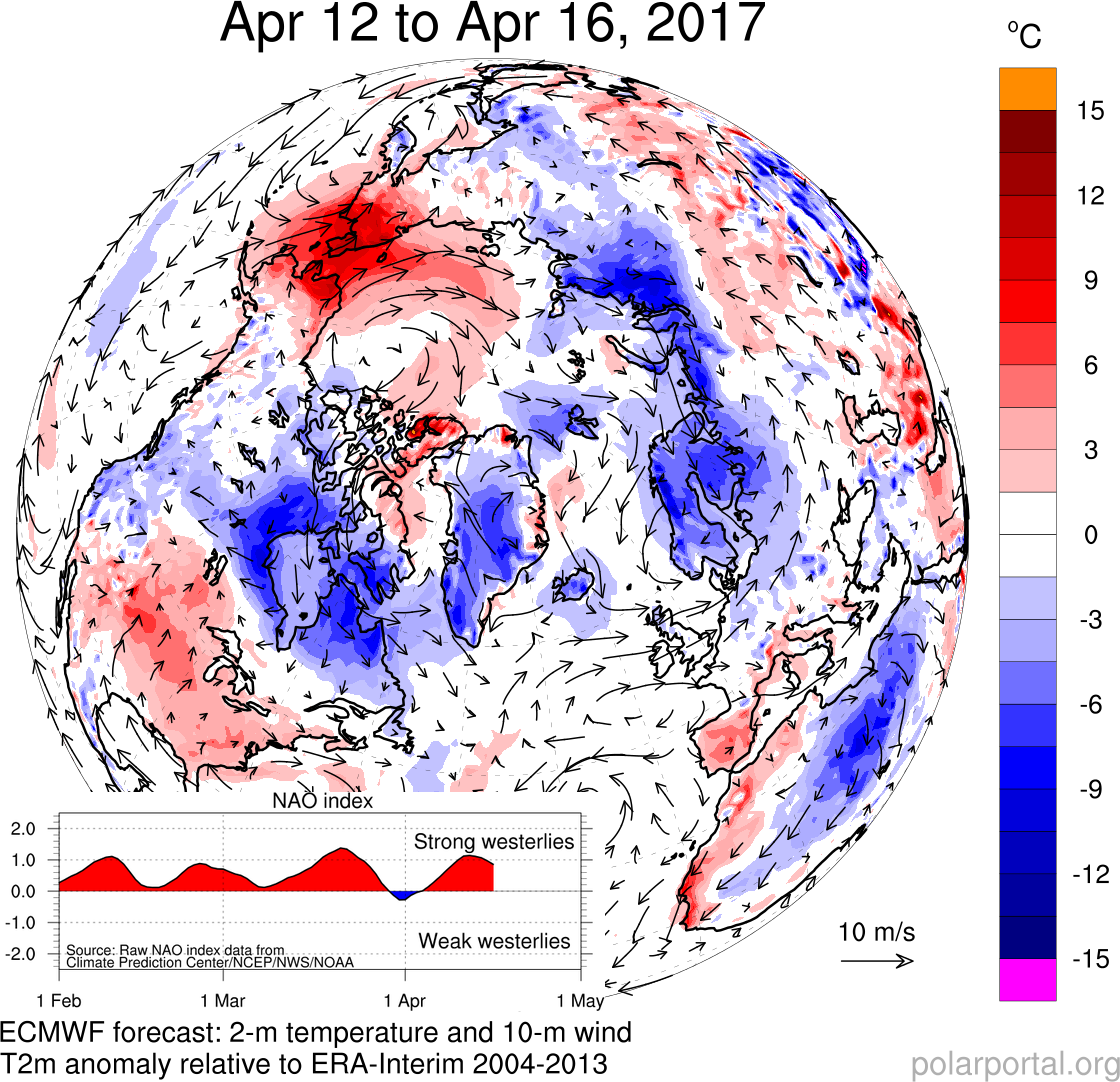 Apr 12 to Apr 16, 2017
oC
15
12
9
6
3
0
-3
-6
-9
-12
-15
10 m/s
NAO index
2.0
1.0
0.0
-1.0
-2.0
Strong westerlies
Weak westerlies
Source: Raw NAO index data from
Climate Prediction Center/NCEP/NWS/NOAA
1 Feb
1 Mar
1 Apr
1 May
ECMWF forecast: 2-m temperature and 10-m wind
T2m anomaly relative to ERA-Interim 2004-2013
polarportal.org